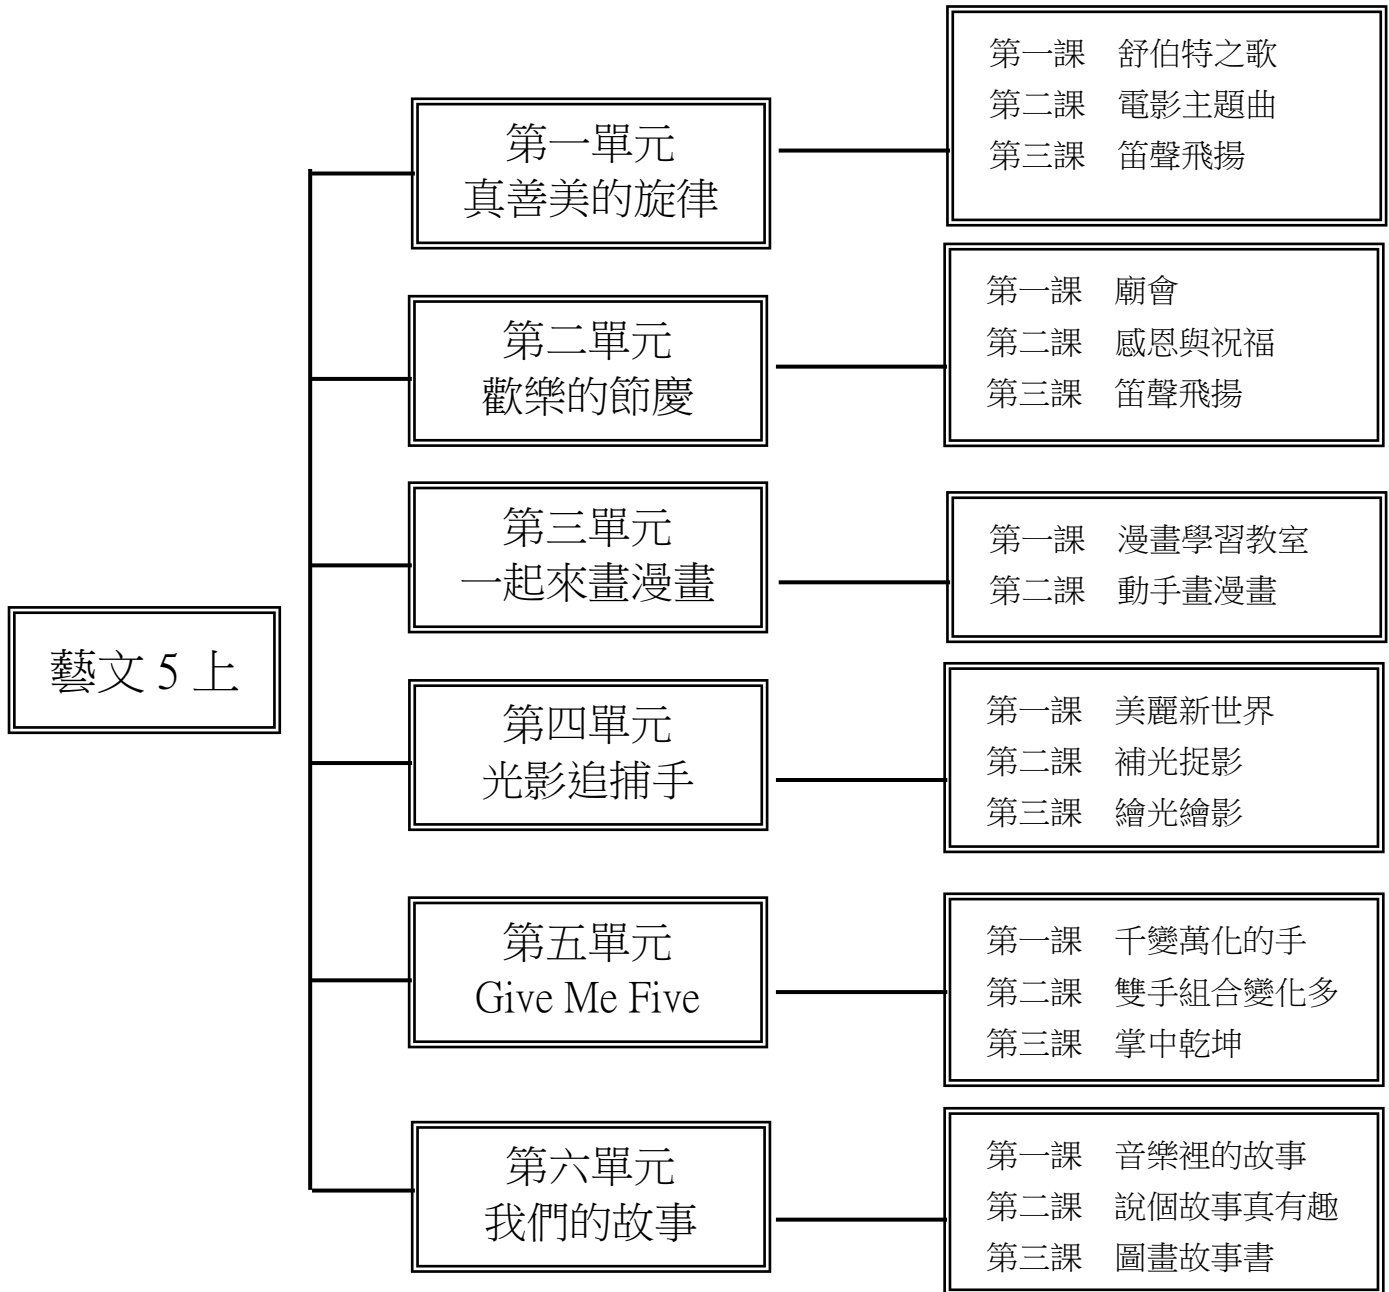 藝文 5 上
第一單元
真善美的旋律
第一課　舒伯特之歌
第二課　電影主題曲
第三課　笛聲飛揚
第二單元
歡樂的節慶
第一課　廟會
第二課　感恩與祝福
第三課　笛聲飛揚
第三單元
一起來畫漫畫
第一課　漫畫學習教室
第二課　動手畫漫畫
第四單元
光影追捕手
第一課　美麗新世界
第二課　補光捉影
第三課　繪光繪影
第五單元
Give Me Five
第一課　千變萬化的手
第二課　雙手組合變化多
第三課　掌中乾坤
第六單元
我們的故事
第一課　音樂裡的故事
第二課　說個故事真有趣
第三課　圖畫故事書